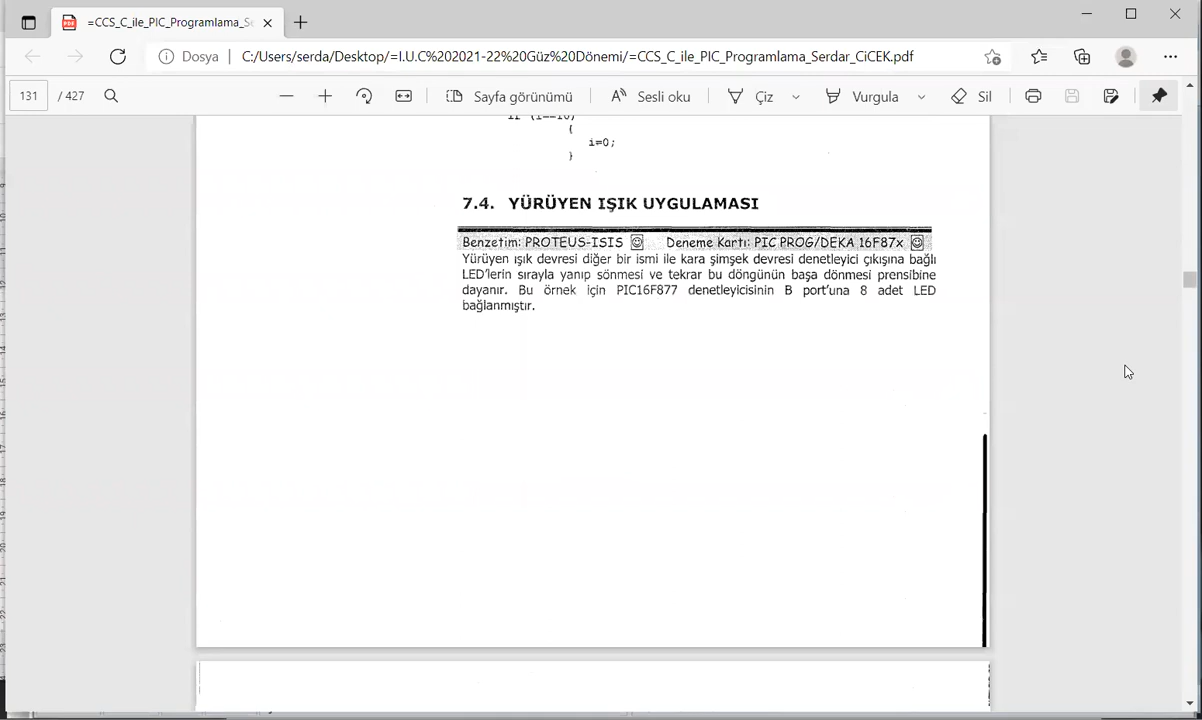 =CCS_C_ile_PIC_Programlama_Se
Dosya
C:/Users/serda/Desktop/=I.U.C%202021-22%20Güz%20Dönemi/=CCS_C_ile_PIC_Programlama_Serdar_CiCEK.pdf
131 / 427
Sayfa görünümü
Sesli oku
Çiz
Vurgula
Sil
if (i==10)
{
i=0;
}
7.4. YÜRÜYEN IŞIK UYGULAMASI
Benzetim: PROTEUS-ISIS Deneme Kartı: PIC PROG/DEKA 16F87x
Yürüyen ışık devresi diğer bir ismi ile kara şimşek devresi denetleyici çıkışına bağlı
LED'lerin sırayla yanıp sönmesi ve tekrar bu döngünün başa dönmesi prensibine
dayanır. Bu örnek için PIC16F877 denetleyicisinin B port'una 8 adet LED
bağlanmıştır.